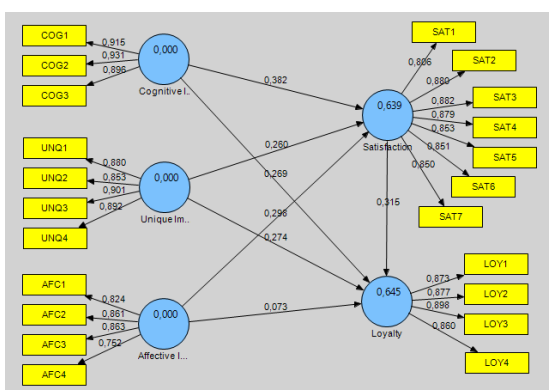 COG1
0,915
0,000
COG2
0,931
COG3
0,896
Cognitive I..
0,382
SAT1
0,806
SAT2
0,880
0,639
0,882
SAT3
0,879
SAT4
0,863
SAT5
Satisfaction
0,851
SAT6
0,850
SAT7
UNQ1
0,880
0,000
UNQ2
0,853
UNQ3
0,901
UNQ4
0,892
Unique Im..
0,260
0,269
0,298
0,274
0,315
AFC1
0,824
0,000
AFC2
0,861
AFC3
0,863
AFC4
0,752
Affective I...
0,073
0,645
Loyalty
0,873
LOY1
0,877
LOY2
0,898
LOY3
0,860
LOY4